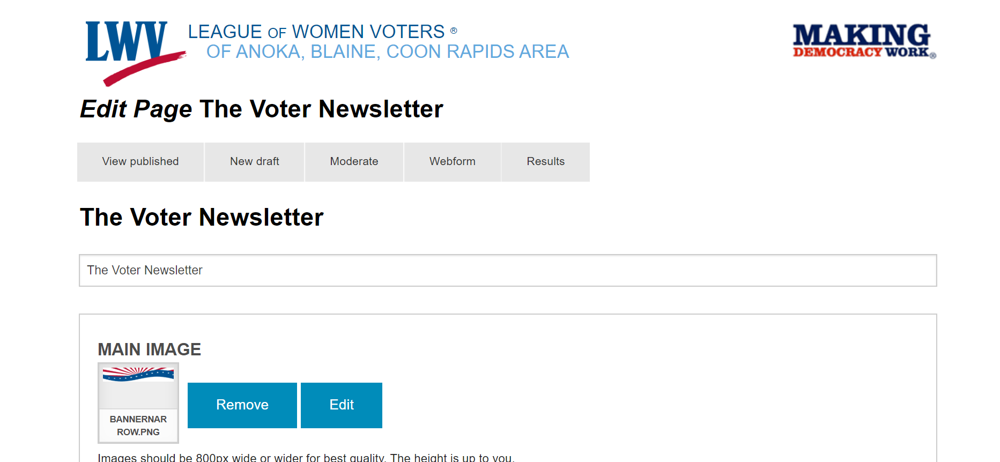 LWV
LEAGUE OF WOMEN VOTERS ®
OF ANOKA, BLAINE, COON RAPIDS AREA
MAKING
DEMOCRACY WORK®
Edit Page The Voter Newsletter
View published New draft Moderate Webform Results
The Voter Newsletter
The Voter Newsletter
MAIN IMAGE
BANNERNAR
ROW.PNG
Remove Edit
Images should be 800px wide or wider for best quality. The height is up to you.